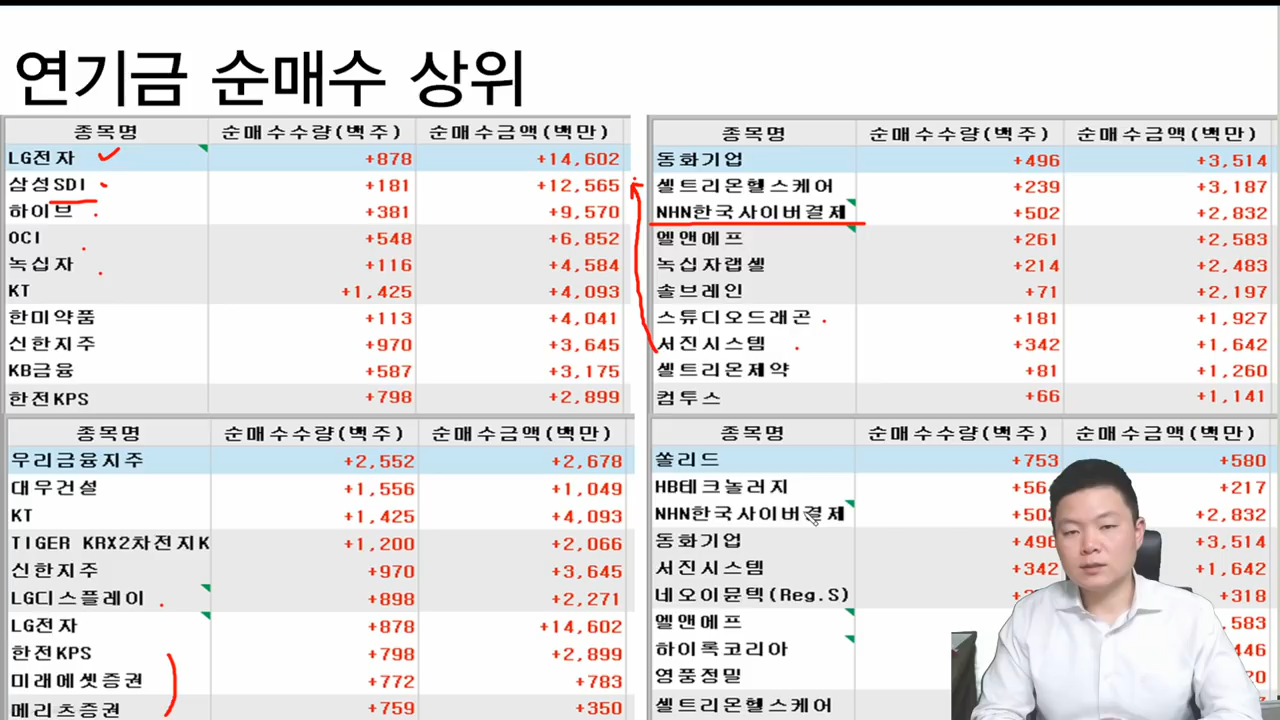 연기금 순매수 상위
종목명 순매수수량(백주) 순매수금액(백만)
LG전자 +878 +14,602
삼성SDI +181 +12,565
하이브 +381 +9,570
OCI +548 +6,852
녹십자 +116 +4,584
KT +1,425 +4,093
한미약품 +113 +4,041
신한지주 +970 +3,645
KB금융 +587 +3,175
한전KPS +798 +2,899
종목명 순매수수량(백주) 순매수금액(백만)
동화기업 +496 +3,514
셀트리온헬스케어 +239 +3,187
NHN한국사이버결제 +502 +2,832
엘앤에프 +261 +2,583
녹십자랩셀 +214 +2,483
솔브레인 +71 +2,197
스튜디오드래곤 +181 +1,927
서진시스템 +342 +1,642
셀트리온제약 +81 +1,260
컴투스 +66 +1,141
종목명 순매수수량(백주) 순매수금액(백만)
우리금융지주 +2,552 +2,678
대우건설 +1,556 +1,049
KT +1,425 +4,093
TIGER KRX2차전지K +1,200 +2,066
신한지주 +970 +3,645
LG디스플레이 +898 +2,271
LG전자 +878 +14,602
한전KPS +798 +2,899
미래에셋증권 +772 +783
메리츠증권 +759 +350
종목명 순매수수량(백주) 순매수금액(백만)
쏠리드 +753 +580
HB테크놀러지 +217
NHN한국사이버결제 +2,832
동화기업 +496 +3,514
서진시스템 +342 +1,642
네오이뮨텍(Reg.S) +318
엘앤에프
하이록코리아
영풍정밀
셀트리온헬스케어